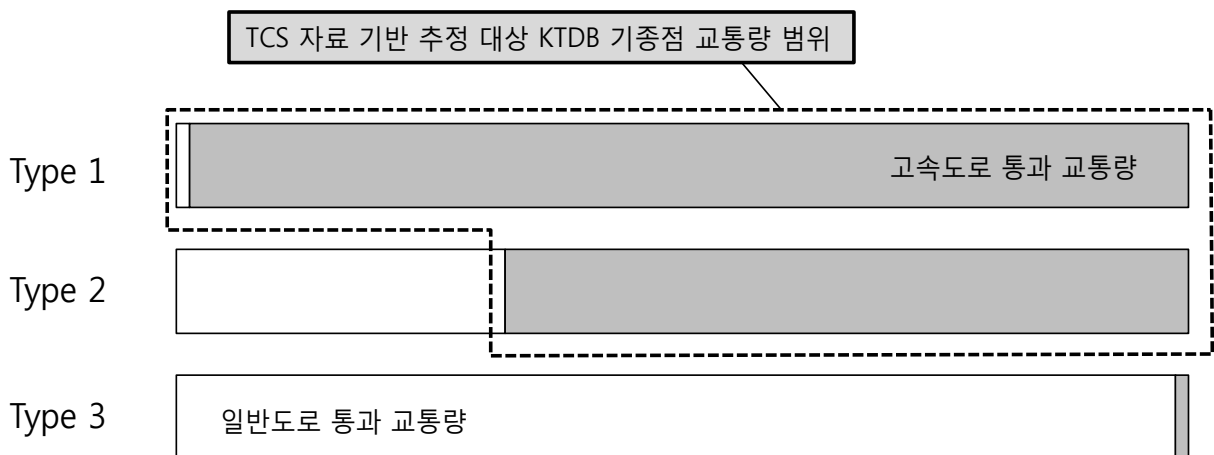 TCS 자료 기반 추정 대상 KTDB 기종점 교통량 범위
Type 1
고속도로 통과 교통량
Type 2
Type 3
일반도로 통과 교통량